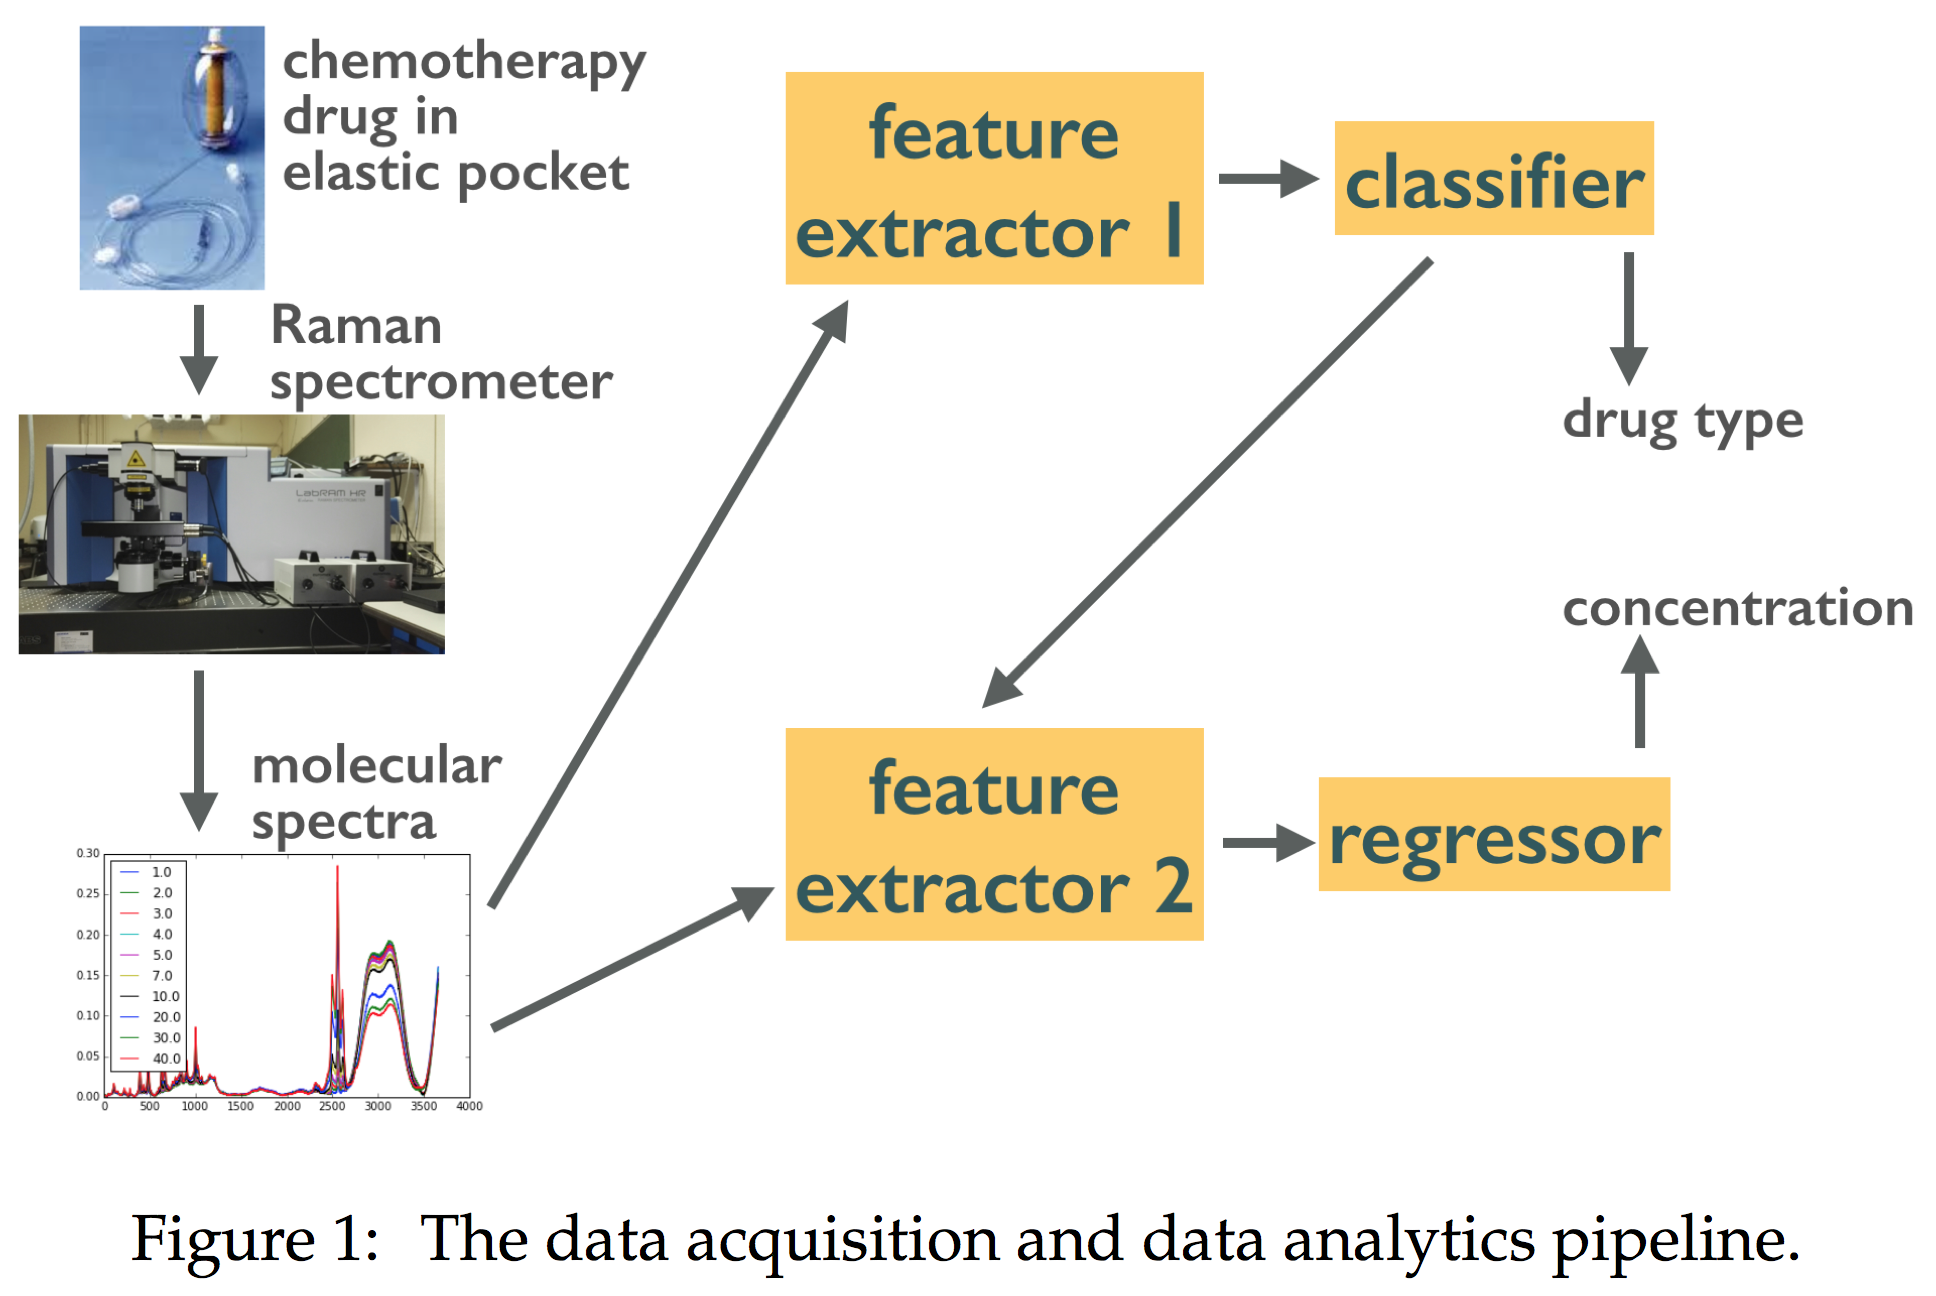 chemotherapy
drug in
elastic pocket
Raman
spectrometer
LabRAM HR
molecular
spectra
0.30
0.25
0.20
0.15
0.10
0.05
0.00
1.0
2.0
3.0
4.0
5.0
7.0
10.0
20.0
30.0
40.0
0 500 1000 1500 2000 2500 3000 3500 4000
feature
extractor 1
classifier
drug type
feature
extractor 2
regressor
concentration
Figure 1: The data acquisition and data analytics pipeline.